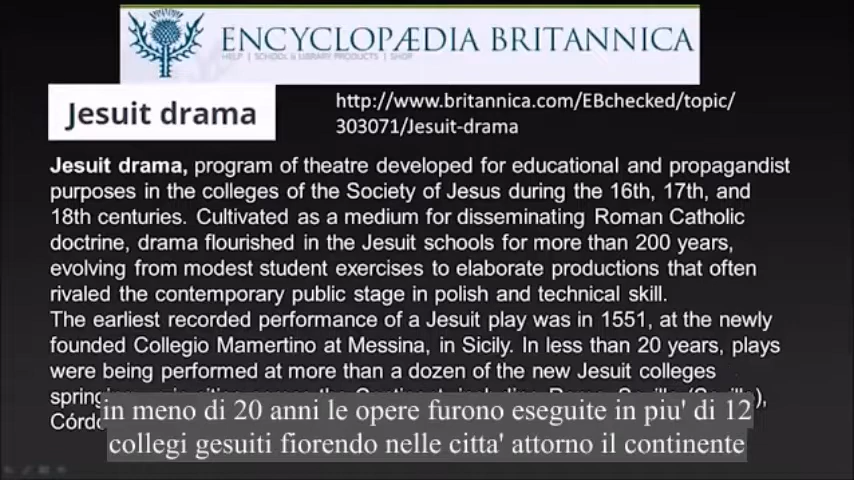 ENCYCLOPÆDIA BRITANNICA
HELP | SCHOOL & LIBRARY PRODUCTS | SHOP
Jesuit drama
http://www.britannica.com/EBchecked/topic/
303071/Jesuit-drama
Jesuit drama, program of theatre developed for educational and propagandist
purposes in the colleges of the Society of Jesus during the 16th, 17th, and
18th centuries. Cultivated as a medium for disseminating Roman Catholic
doctrine, drama flourished in the Jesuit schools for more than 200 years,
evolving from modest student exercises to elaborate productions that often
rivaled the contemporary public stage in polish and technical skill.
The earliest recorded performance of a Jesuit play was in 1551, at the newly
founded Collegio Mamertino at Messina, in Sicily. In less than 20 years, plays
were being performed at more than a dozen of the new Jesuit colleges
in meno di 20 anni le opere furono eseguite in piu' di 12
collegi gesuiti fiorendo nelle citta' attorno il continente